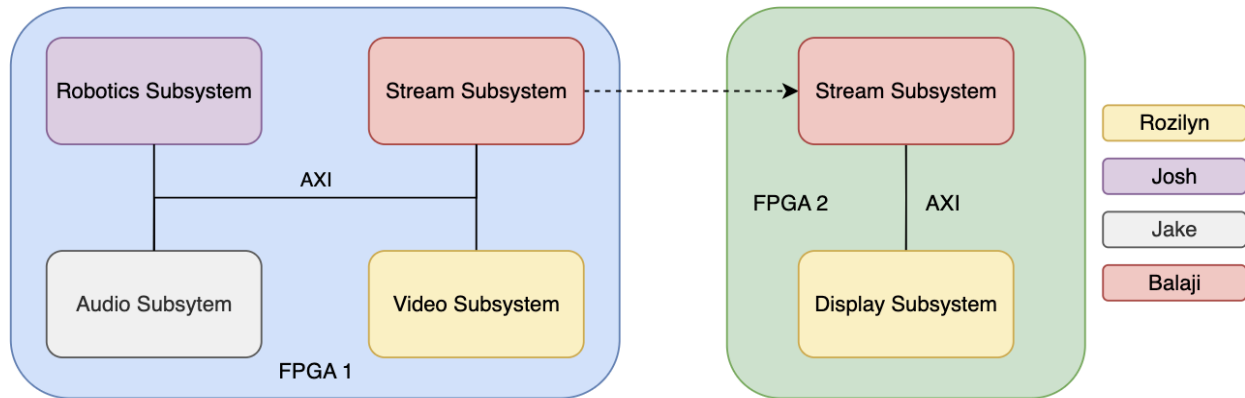 Robotics Subsystem
Stream Subsystem
AXI
Audio Subsytem
Video Subsystem
FPGA 1
Stream Subsystem
FPGA 2
AXI
Display Subsystem
Rozilyn
Josh
Jake
Balaji